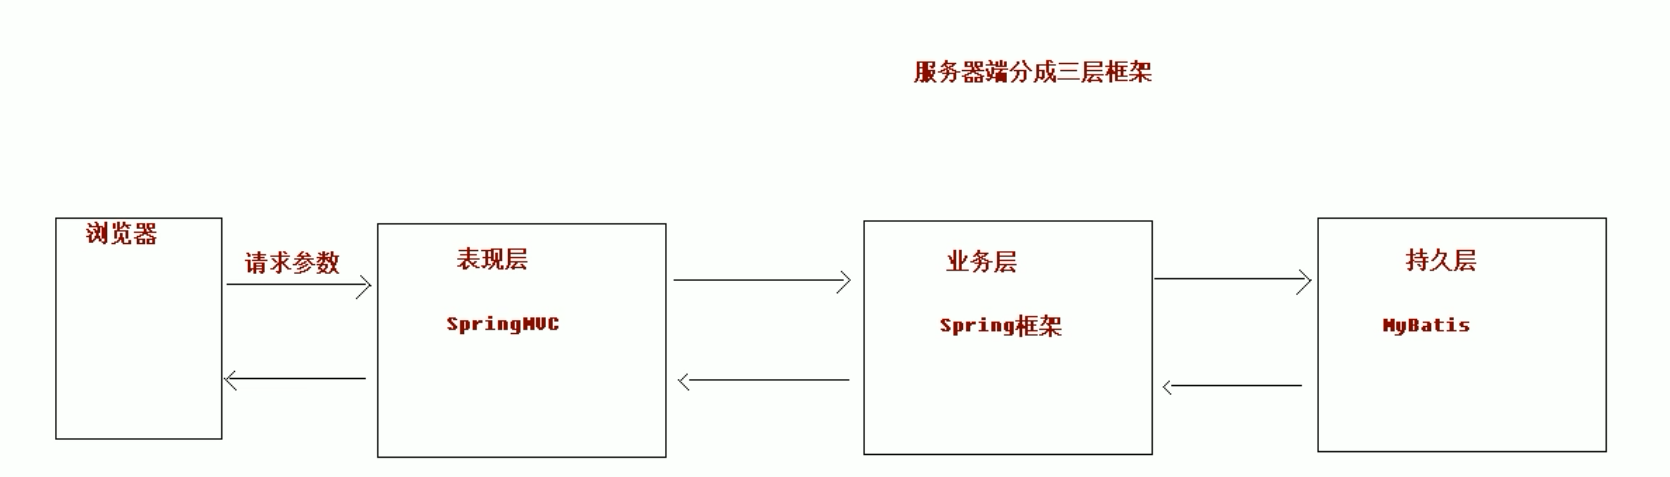 服务器端分成三层框架
浏览器
请求参数
表现层
SpringMVC
业务层
Spring框架
持久层
MyBatis